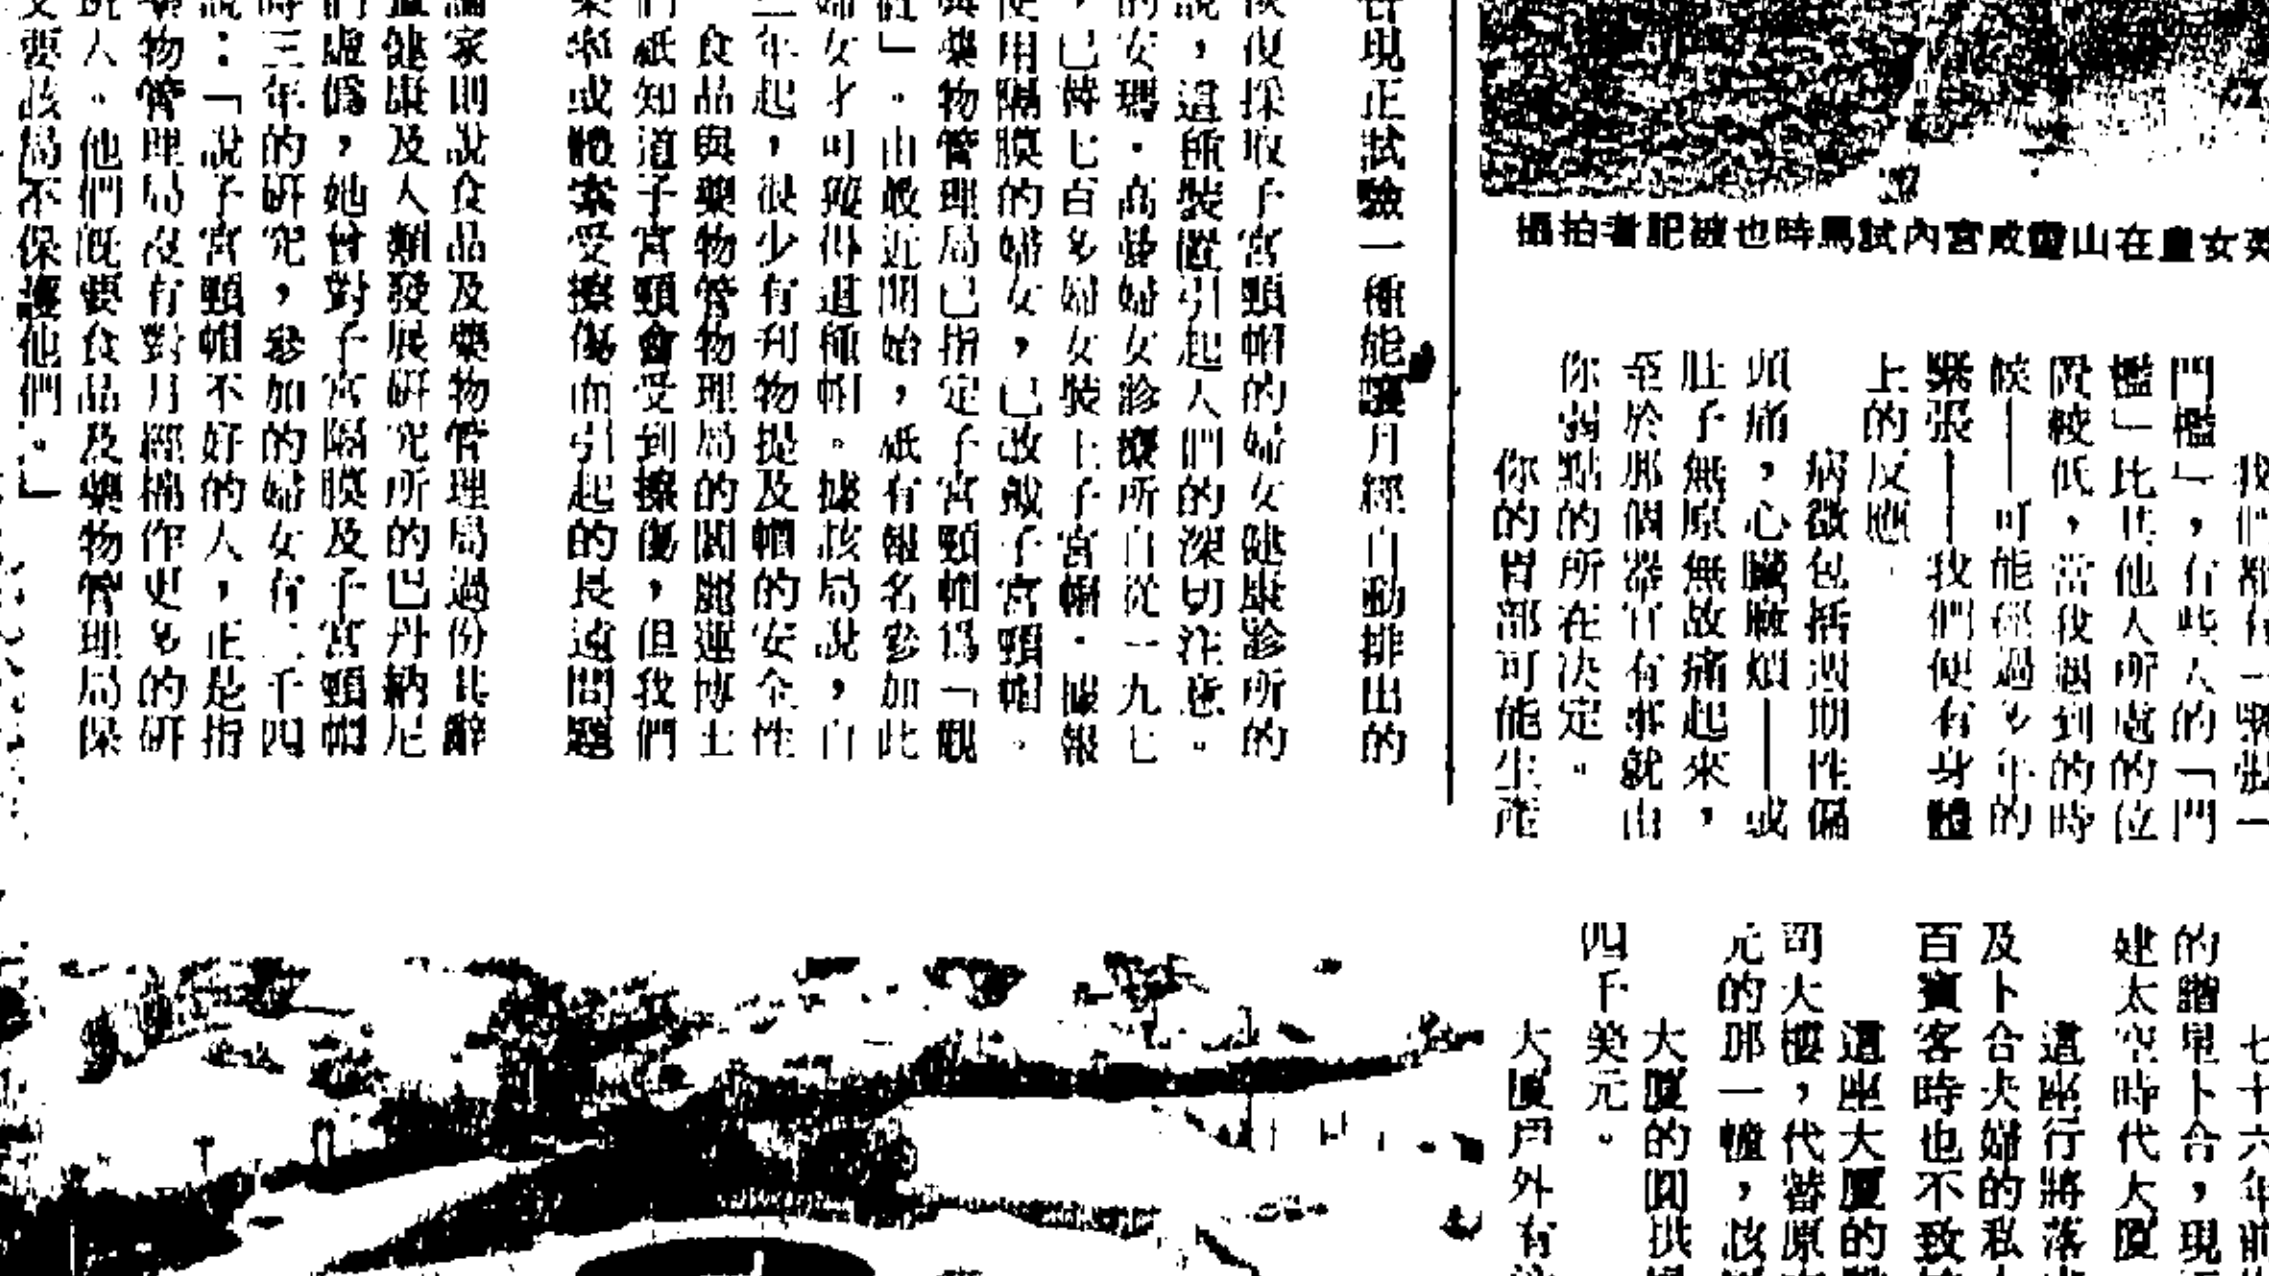 英女皇在山靈咸宮內試馬時也被記者拍攝
我們都有一
門檻」，有些人的「門
檻」比其他人所處的位
置較低，當我遇到的時
候——可能經過多年的
緊張——我們便有身體
上的反應．
病徵包括週期性偏
頭痛，心臟麻煩——或
肚子無原無故痛起來，
至於那個器官有事就由
你弱點的所在決定。
你的胃部可能生產
現正試驗一種能讓月經自動排出的
復採取子宮頸帽的婦女健康診所的
說，這種裝置引起人們的深切注意。
的安瑪．高曼婦女診療所自從一九七
，已替七百多婦女裝上子宮帽．據報
使用隔膜的婦女，已改戴子宮頸帽。
與藥物管理局已指定子宮頸帽爲「觀
」。由最近開始，祇有報名參加此
婦女才可獲得這種帽。據該局說，自
三年起，很少有刋物提及帽的安全性
食品與藥物管物理局的圖麗運博士
們祇知道子宮頸會受到擦傷，但我們
率或體素受擦傷而引起的長遠問題
論家則說食品及藥物管理局過份其辭
健康及人類發展研究所的巴丹納尼
們虛僞，她曾對子宮隔膜及子宮頸帽
時三年的研究，參加的婦女有二千四
說：「說子宮頸帽不好的人，正是指
藥物管理局沒有對月經棉作更多的研
人。他們旣要食品及藥物管理局保
又要該局不保護他們。」
七十六年前
的譜卑卜合，現
建太空時代大廈
這座行將落
及卜合夫婦的私
百賓客時也不致
這座大廈的
司大樓，代替原
元的那一幢，該
大廈的圓拱
四千美元。
大廈戶外有